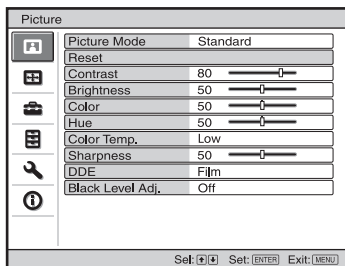 Picture
Picture Mode Standard
Reset
Contrast 80
Brightness 50
Color 50
Hue 50
Color Temp. Low
Sharpness 50
DDE Film
Black Level Adj. Off
Sel: Set: ENTER Exit: MENU